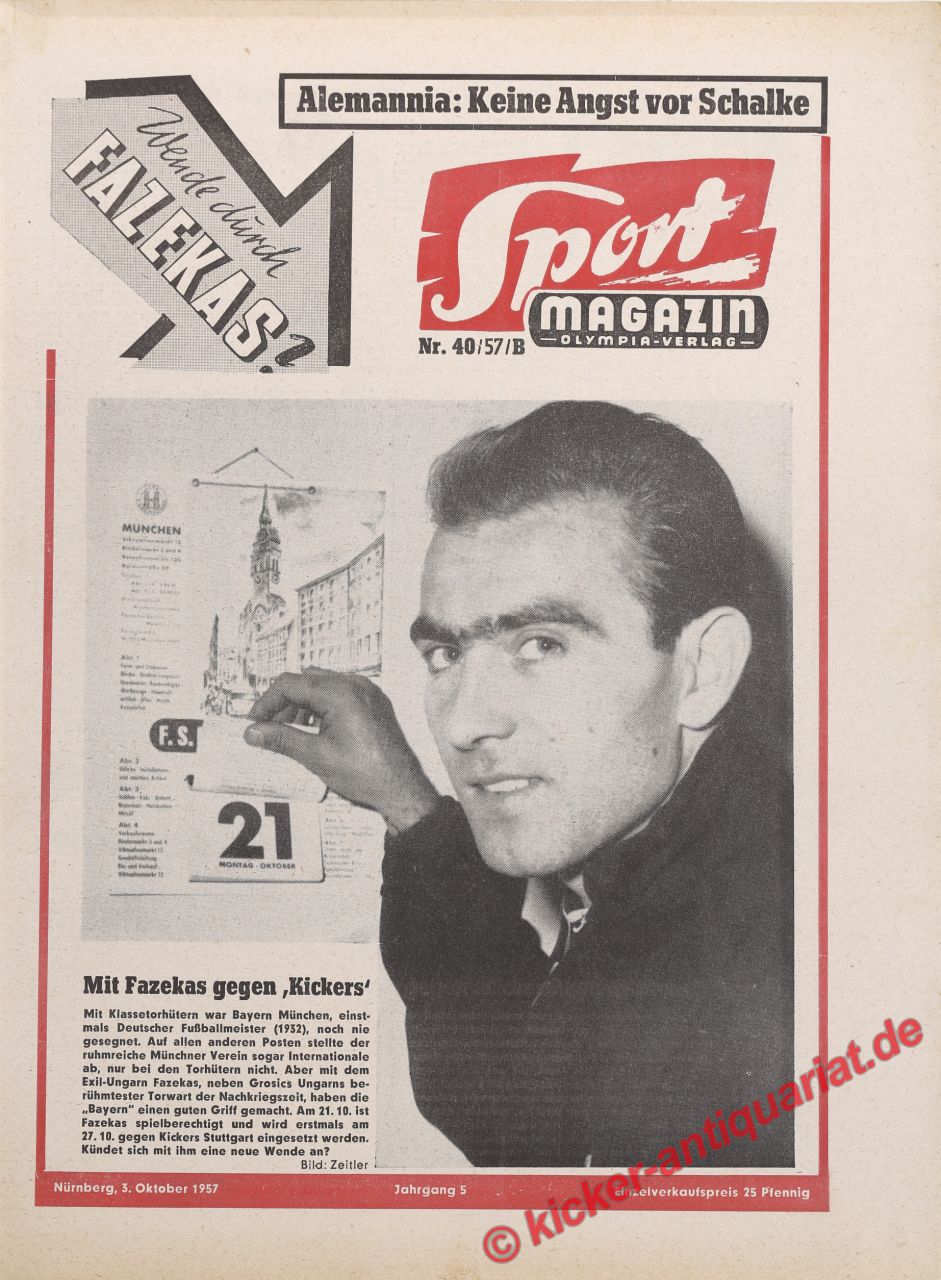 Alemannia: Keine Angst vor Schalke
Wende durch
FAZEKAS?
Sport
MAGAZIN
OLYMPIA-VERLAG
Nr. 40/57/B
MÜNCHEN
F.S.
21
MONTAG · OKTOBER
Mit Fazekas gegen ‚Kickers‘
Mit Klassetorhütern war Bayern München, einst-
mals Deutscher Fußballmeister (1932), noch nie
gesegnet. Auf allen anderen Posten stellte der
ruhmreiche Münchner Verein sogar Internationale
ab, nur bei den Torhütern nicht. Aber mit dem
Exil-Ungarn Fazekas, neben Grosics Ungarns be-
rühmtester Torwart der Nachkriegszeit, haben die
„Bayern“ einen guten Griff gemacht. Am 21. 10. ist
Fazekas spielberechtigt und wird erstmals am
27. 10. gegen Kickers Stuttgart eingesetzt werden.
Kündet sich mit ihm eine neue Wende an?
Bild: Zeitler
Nürnberg, 3. Oktober 1957
Jahrgang 5
Einzelverkaufspreis 25 Pfennig
© kicker-antiquariat.de